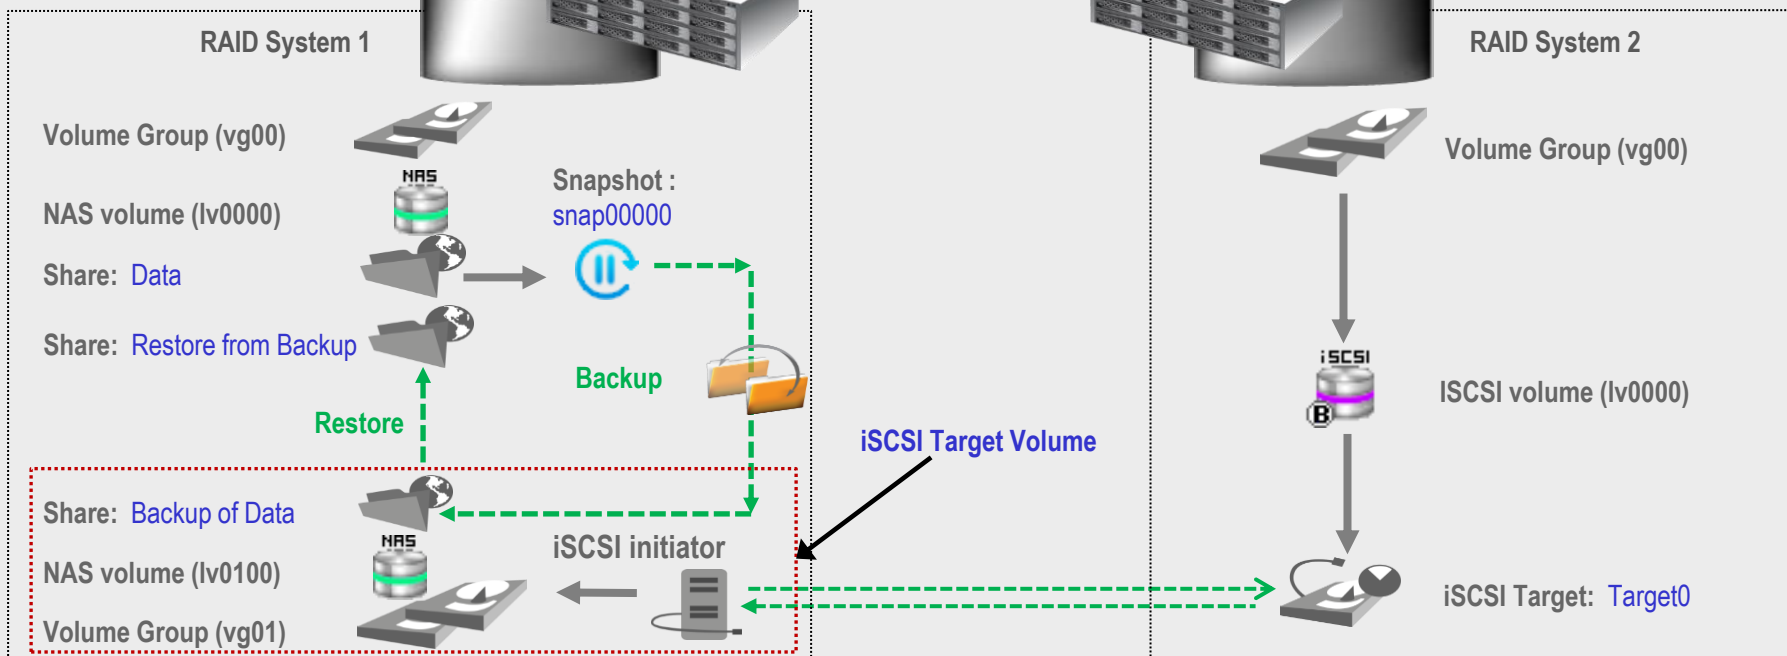 RAID System 1
RAID System 2
Volume Group (vg00)
NAS
Snapshot :
snap00000
NAS volume (lv0000)
Share: Data
Share: Restore from Backup
Backup
Restore
Volume Group (vg00)
iSCSI
B
ISCSI volume (lv0000)
iSCSI Target Volume
Share: Backup of Data
NAS
iSCSI initiator
NAS volume (lv0100)
Volume Group (vg01)
iSCSI Target: Target0